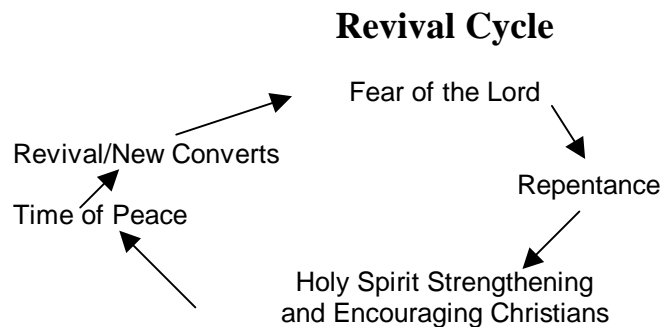 Revival Cycle
Fear of the Lord
Revival/New Converts
Repentance
Time of Peace
Holy Spirit Strengthening
and Encouraging Christians